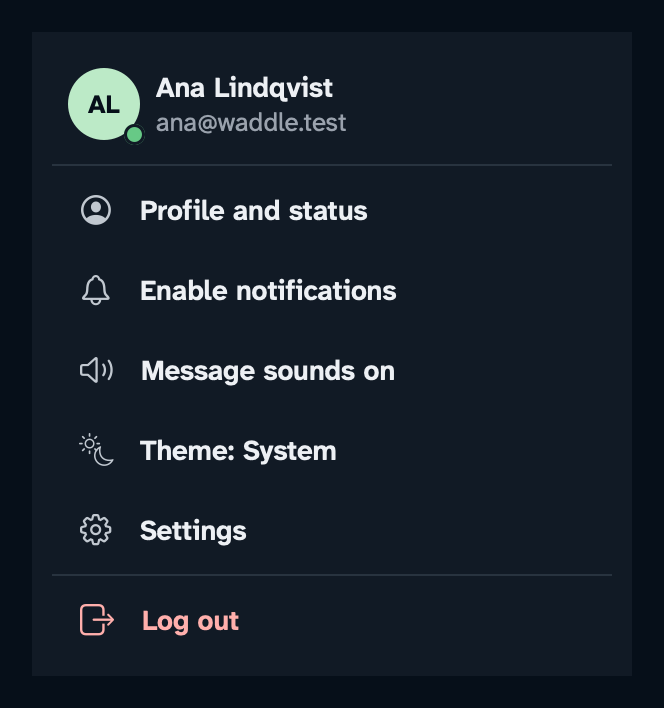 AL
Ana Lindqvist
ana@waddle.test
Profile and status
Enable notifications
Message sounds on
Theme: System
Settings
Log out